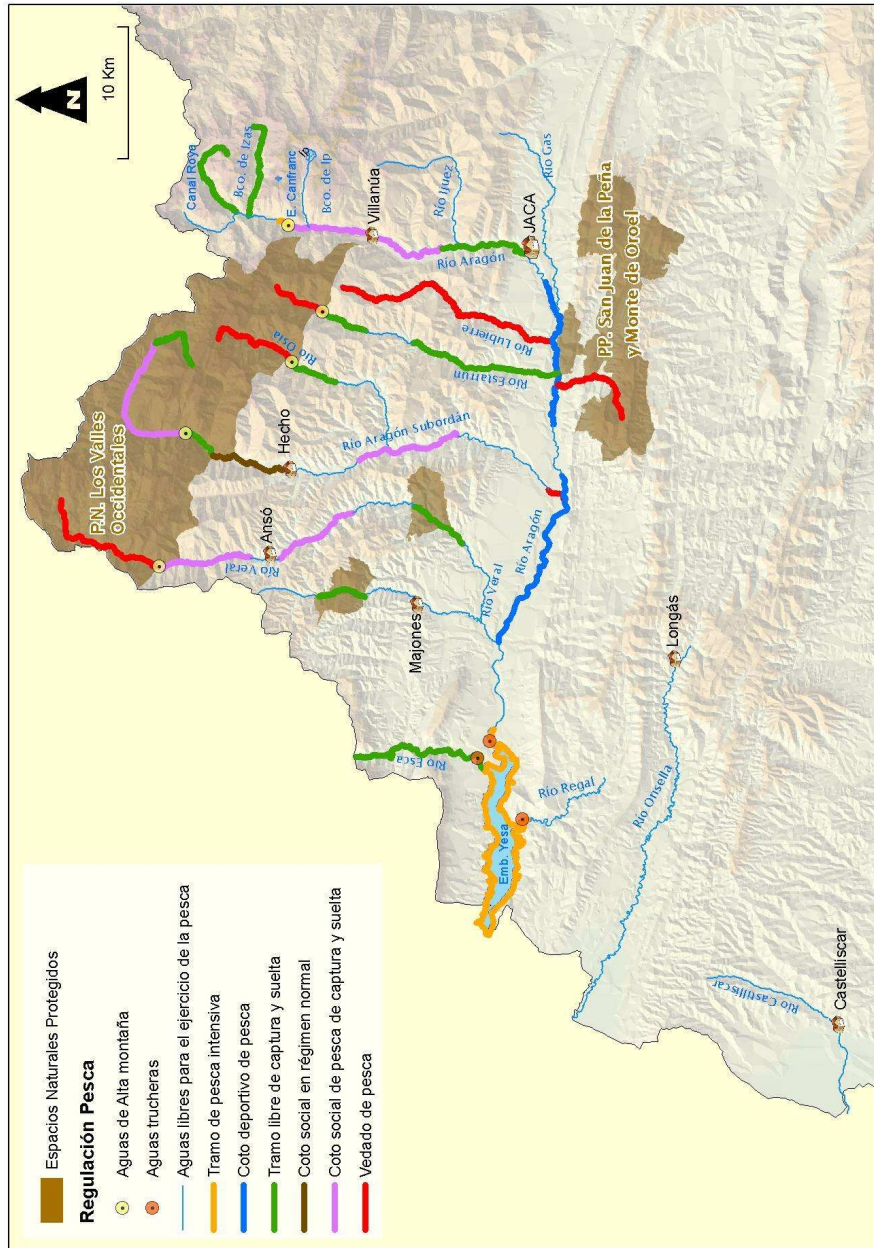 Espacios Naturales Protegidos
Regulación Pesca
Aguas de Alta montaña
Aguas trucheras
Aguas libres para el ejercicio de la pesca
Tramo de pesca intensiva
Coto deportivo de pesca
Tramo libre de captura y suelta
Coto social en régimen normal
Coto social de pesca de captura y suelta
Vedado de pesca
N
10 Km
P.N. Los Valles
Occidentales
Canal Roya
Bco. de Izas
E. Canfranc
Ip
Bco. de Ip
Villanúa
Río Ijuez
Río Gas
JACA
Río Aragón
Río Lubierre
Río Estarrún
Río Osia
Hecho
Río Aragón Subordán
Ansó
Río Veral
Majones
Río Veral
Río Aragón
PP. San Juan de la Peña
y Monte de Oroel
Río Esca
Emb. Yesa
Río Regal
Longás
Río Onsella
Río Castilliscar
Castelliscar